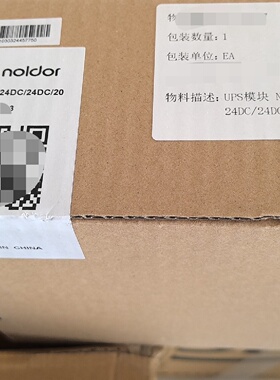 noldor
24DC/24DC/20
3
IN CHINA
包装数量：1
包装单位：EA
物料描述：UPS模块 N
24DC/24DC